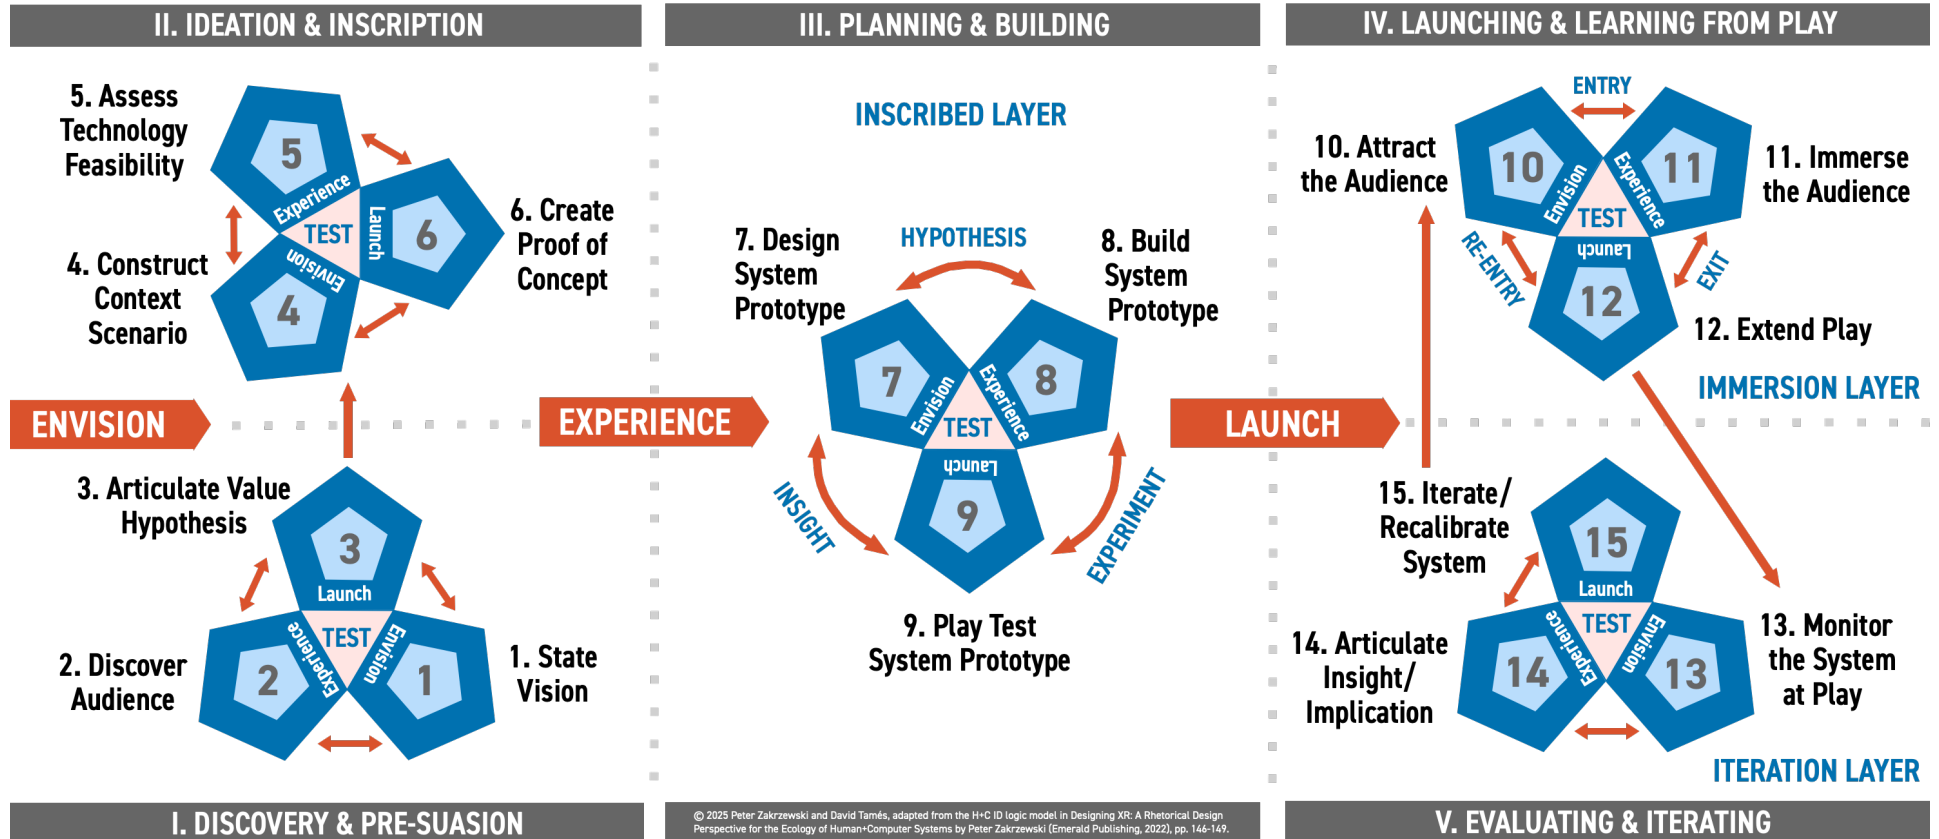 II. IDEATION & INSCRIPTION
5. Assess
Technology
Feasibility
5
Experience
TEST
Launch
6
6. Create
Proof of
Concept
4. Construct
Context
Scenario
Envision
4
ENVISION
3. Articulate Value
Hypothesis
3
Launch
TEST
Experience
Envision
2. Discover
Audience
2
1
1. State
Vision
I. DISCOVERY & PRE-SUASION
III. PLANNING & BUILDING
INSCRIBED LAYER
EXPERIENCE
7. Design
System
Prototype
HYPOTHESIS
8. Build
System
Prototype
7
Envision
8
Experience
TEST
Launch
9
INSIGHT
EXPERIMENT
9. Play Test
System Prototype
© 2025 Peter Zakrzewski and David Tamés, adapted from the H+C ID logic model in Designing XR: A Rhetorical Design
Perspective for the Ecology of Human+Computer Systems by Peter Zakrzewski (Emerald Publishing, 2022), pp. 146-149.
IV. LAUNCHING & LEARNING FROM PLAY
ENTRY
10. Attract
the Audience
10
Envision
11
Experience
11. Immerse
the Audience
TEST
Launch
12
RE-ENTRY
EXIT
12. Extend Play
IMMERSION LAYER
LAUNCH
15. Iterate/
Recalibrate
System
15
Launch
TEST
Experience
Envision
14. Articulate
Insight/
Implication
14
13
13. Monitor
the System
at Play
ITERATION LAYER
V. EVALUATING & ITERATING